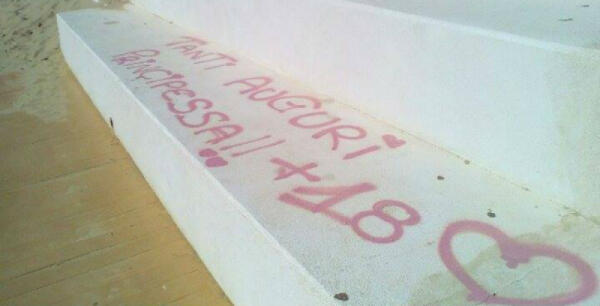 TANTI AUGURI
PRINCIPESSA!! +18